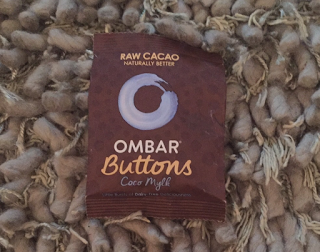 RAW CACAO
NATURALLY BETTER
OMBAR®
Buttons
Coco Mylk